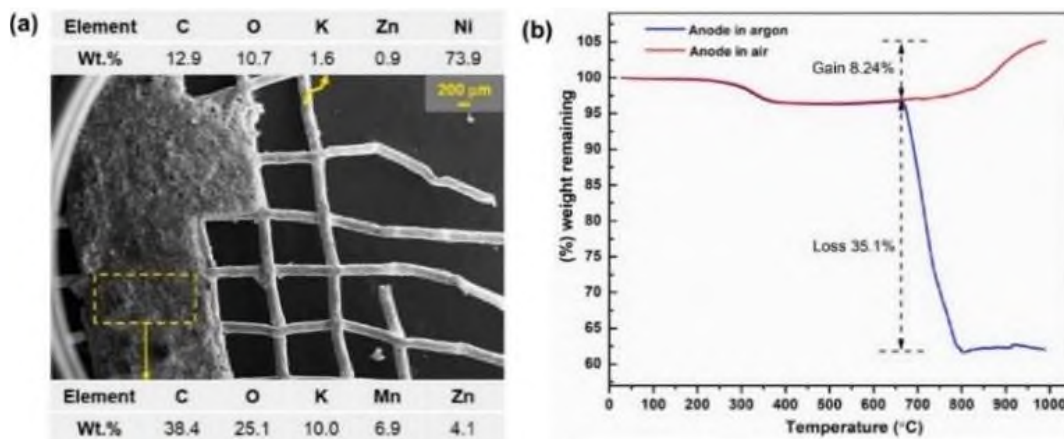 (a)
Element C O K Zn Ni
Wt.% 12.9 10.7 1.6 0.9 73.9
200 μm
Element C O K Mn Zn
Wt.% 38.4 25.1 10.0 6.9 4.1
(b)
105
100
95
90
85
80
75
70
65
60
(%) weight remaining
Anode in argon
Anode in air
Gain 8.24%
Loss 35.1%
0 100 200 300 400 500 600 700 800 900 1000
Temperature (°C)